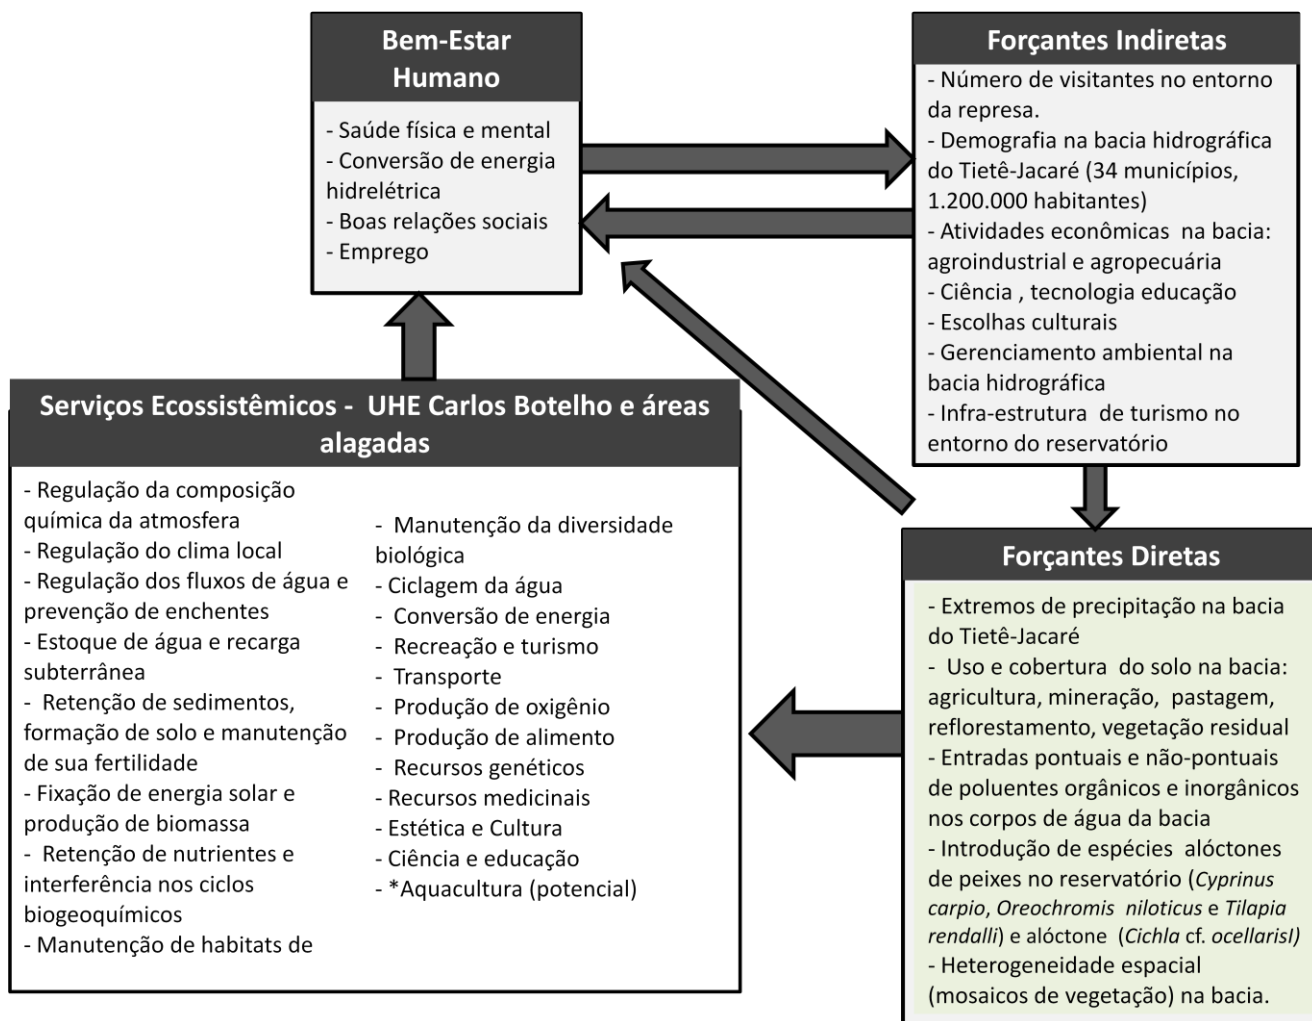 Bem-Estar
Humano
- Saúde física e mental
- Conversão de energia
hidrelétrica
- Boas relações sociais
- Emprego
Forçantes Indiretas
- Número de visitantes no entorno
da represa.
- Demografia na bacia hidrográfica
do Tietê-Jacaré (34 municípios,
1.200.000 habitantes)
- Atividades econômicas na bacia:
agroindustrial e agropecuária
- Ciência , tecnologia educação
- Escolhas culturais
- Gerenciamento ambiental na
bacia hidrográfica
- Infra-estrutura de turismo no
entorno do reservatório
Serviços Ecossistêmicos - UHE Carlos Botelho e áreas
alagadas
- Regulação da composição
química da atmosfera
- Regulação do clima local
- Regulação dos fluxos de água e
prevenção de enchentes
- Estoque de água e recarga
subterrânea
- Retenção de sedimentos,
formação de solo e manutenção
de sua fertilidade
- Fixação de energia solar e
produção de biomassa
- Retenção de nutrientes e
interferência nos ciclos
biogeoquímicos
- Manutenção de habitats de
- Manutenção da diversidade
biológica
- Ciclagem da água
- Conversão de energia
- Recreação e turismo
- Transporte
- Produção de oxigênio
- Produção de alimento
- Recursos genéticos
- Recursos medicinais
- Estética e Cultura
- Ciência e educação
- *Aquacultura (potencial)
Forçantes Diretas
- Extremos de precipitação na bacia
do Tietê-Jacaré
- Uso e cobertura do solo na bacia:
agricultura, mineração, pastagem,
reflorestamento, vegetação residual
- Entradas pontuais e não-pontuais
de poluentes orgânicos e inorgânicos
nos corpos de água da bacia
- Introdução de espécies alóctones
de peixes no reservatório (Cyprinus
carpio, Oreochromis niloticus e Tilapia
rendalli) e alóctone (Cichla cf. ocellarisI)
- Heterogeneidade espacial
(mosaicos de vegetação) na bacia.